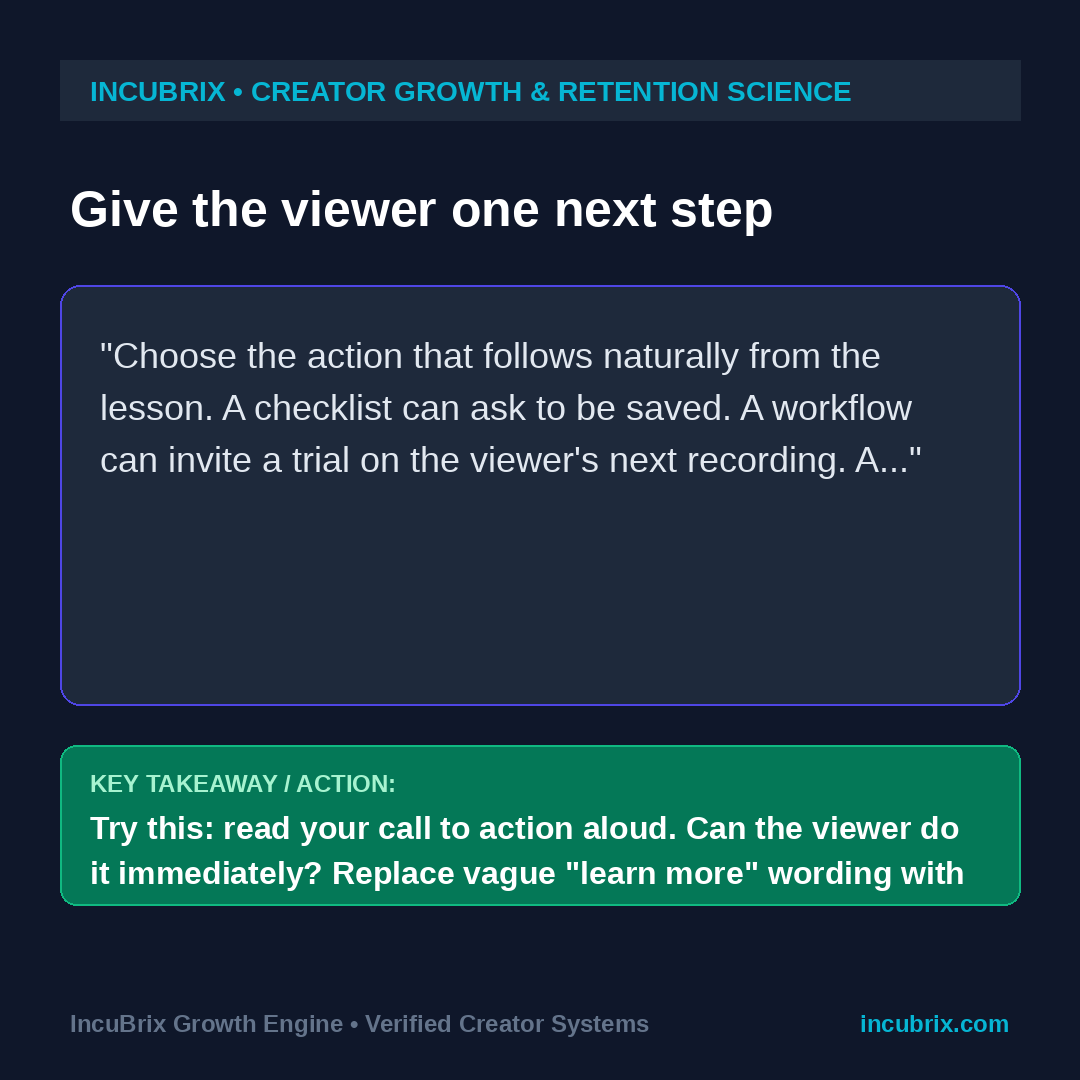 INCUBRIX • CREATOR GROWTH & RETENTION SCIENCE
Give the viewer one next step
"Choose the action that follows naturally from the
lesson. A checklist can ask to be saved. A workflow
can invite a trial on the viewer's next recording. A..."
KEY TAKEAWAY / ACTION:
Try this: read your call to action aloud. Can the viewer do
it immediately? Replace vague "learn more" wording with
IncuBrix Growth Engine • Verified Creator Systems
incubrix.com